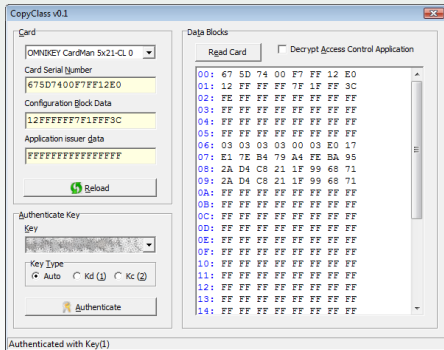 CopyClass v0.1
Card
OMNIKEY CardMan 5x21-CL 0
Card Serial Number
675D7400F7FF12E0
Configuration Block Data
12FFFFFF7F1FFF3C
Application issuer data
FFFFFFFFFFFFFFFF
Reload
Authenticate Key
Key
Key Type
Auto
Kd (1)
Kc (2)
Authenticate
Data Blocks
Read Card
Decrypt Access Control Application
00: 67 5D 74 00 F7 FF 12 E0
01: 12 FF FF FF 7F 1F FF 3C
02: FE FF FF FF FF FF FF FF
03: FF FF FF FF FF FF FF FF
04: FF FF FF FF FF FF FF FF
05: FF FF FF FF FF FF FF FF
06: 03 03 03 03 00 03 E0 17
07: E1 7E B4 79 A4 FE BA 95
08: 2A D4 C8 21 1F 99 68 71
09: 2A D4 C8 21 1F 99 68 71
0A: FF FF FF FF FF FF FF FF
0B: FF FF FF FF FF FF FF FF
0C: FF FF FF FF FF FF FF FF
0D: FF FF FF FF FF FF FF FF
0E: FF FF FF FF FF FF FF FF
0F: FF FF FF FF FF FF FF FF
10: FF FF FF FF FF FF FF FF
11: FF FF FF FF FF FF FF FF
12: FF FF FF FF FF FF FF FF
13: FF FF FF FF FF FF FF FF
14: FF FF FF FF FF FF FF FF
Authenticated with Key(1)